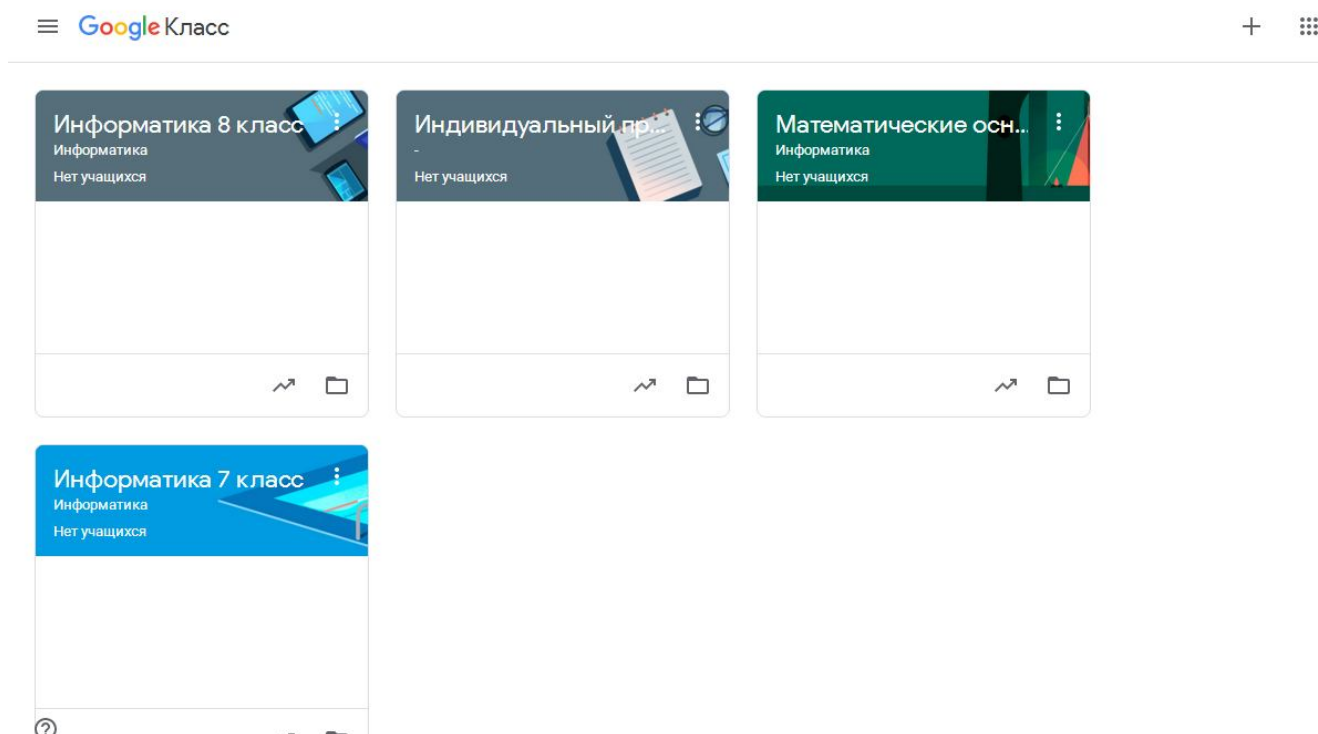 Google Класс
Информатика 8 класс
Информатика
Нет учащихся
Индивидуальный пр...
-
Нет учащихся
Математические осн...
Информатика
Нет учащихся
Информатика 7 класс
Информатика
Нет учащихся